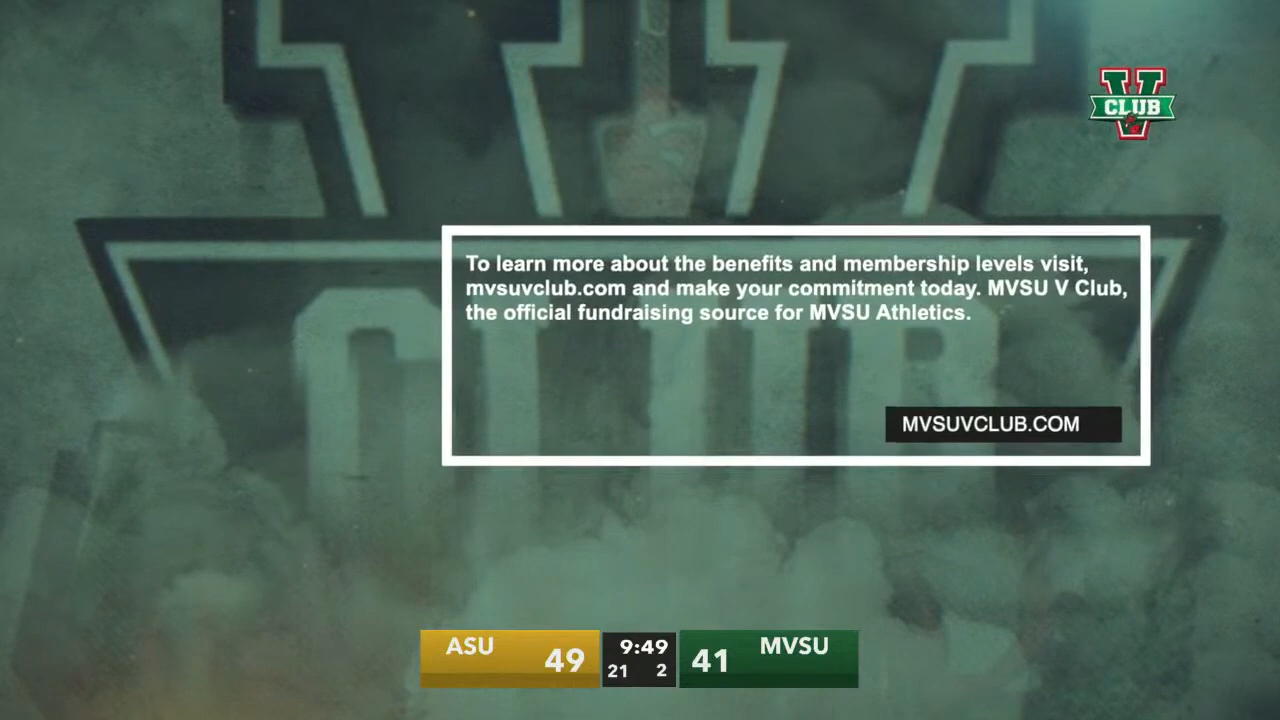 V
CLUB
To learn more about the benefits and membership levels visit,
mvsuvclub.com and make your commitment today. MVSU V Club,
the official fundraising source for MVSU Athletics.
CLUB
MVSUVCLUB.COM
ASU 49 9:49 21 2 41 MVSU